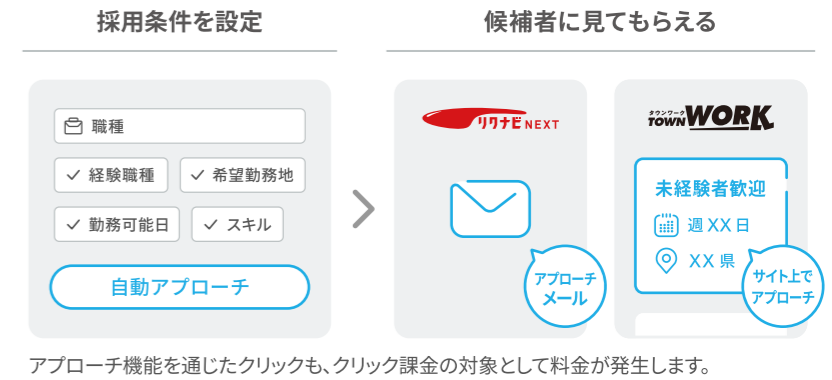 採用条件を設定
候補者に見てもらえる
職種
経験職種
希望勤務地
勤務可能日
スキル
自動アプローチ
リクナビNEXT
アプローチ
メール
タウンワーク
TOWNWORK
未経験者歓迎
週 XX 日
XX 県
サイト上で
アプローチ
アプローチ機能を通じたクリックも、クリック課金の対象として料金が発生します。